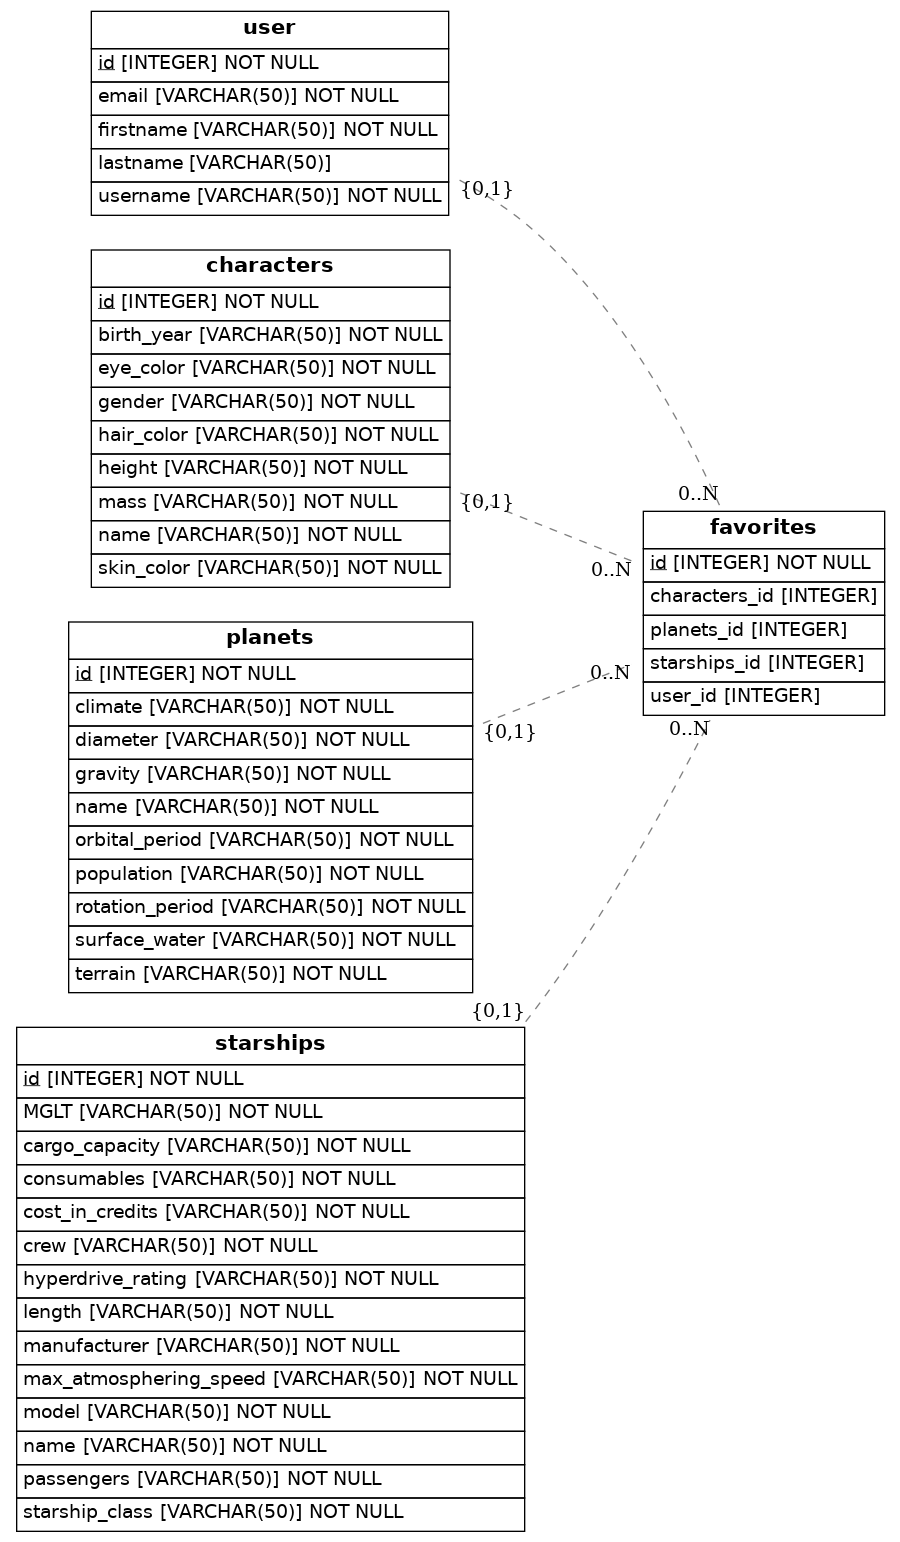 user
id [INTEGER] NOT NULL
email [VARCHAR(50)] NOT NULL
firstname [VARCHAR(50)] NOT NULL
lastname [VARCHAR(50)]
username [VARCHAR(50)] NOT NULL
{0,1}
characters
id [INTEGER] NOT NULL
birth_year [VARCHAR(50)] NOT NULL
eye_color [VARCHAR(50)] NOT NULL
gender [VARCHAR(50)] NOT NULL
hair_color [VARCHAR(50)] NOT NULL
height [VARCHAR(50)] NOT NULL
mass [VARCHAR(50)] NOT NULL
name [VARCHAR(50)] NOT NULL
skin_color [VARCHAR(50)] NOT NULL
{0,1}
0..N
0..N
favorites
id [INTEGER] NOT NULL
characters_id [INTEGER]
planets_id [INTEGER]
starships_id [INTEGER]
user_id [INTEGER]
0..N
0..N
planets
id [INTEGER] NOT NULL
climate [VARCHAR(50)] NOT NULL
diameter [VARCHAR(50)] NOT NULL
gravity [VARCHAR(50)] NOT NULL
name [VARCHAR(50)] NOT NULL
orbital_period [VARCHAR(50)] NOT NULL
population [VARCHAR(50)] NOT NULL
rotation_period [VARCHAR(50)] NOT NULL
surface_water [VARCHAR(50)] NOT NULL
terrain [VARCHAR(50)] NOT NULL
{0,1}
{0,1}
starships
id [INTEGER] NOT NULL
MGLT [VARCHAR(50)] NOT NULL
cargo_capacity [VARCHAR(50)] NOT NULL
consumables [VARCHAR(50)] NOT NULL
cost_in_credits [VARCHAR(50)] NOT NULL
crew [VARCHAR(50)] NOT NULL
hyperdrive_rating [VARCHAR(50)] NOT NULL
length [VARCHAR(50)] NOT NULL
manufacturer [VARCHAR(50)] NOT NULL
max_atmosphering_speed [VARCHAR(50)] NOT NULL
model [VARCHAR(50)] NOT NULL
name [VARCHAR(50)] NOT NULL
passengers [VARCHAR(50)] NOT NULL
starship_class [VARCHAR(50)] NOT NULL